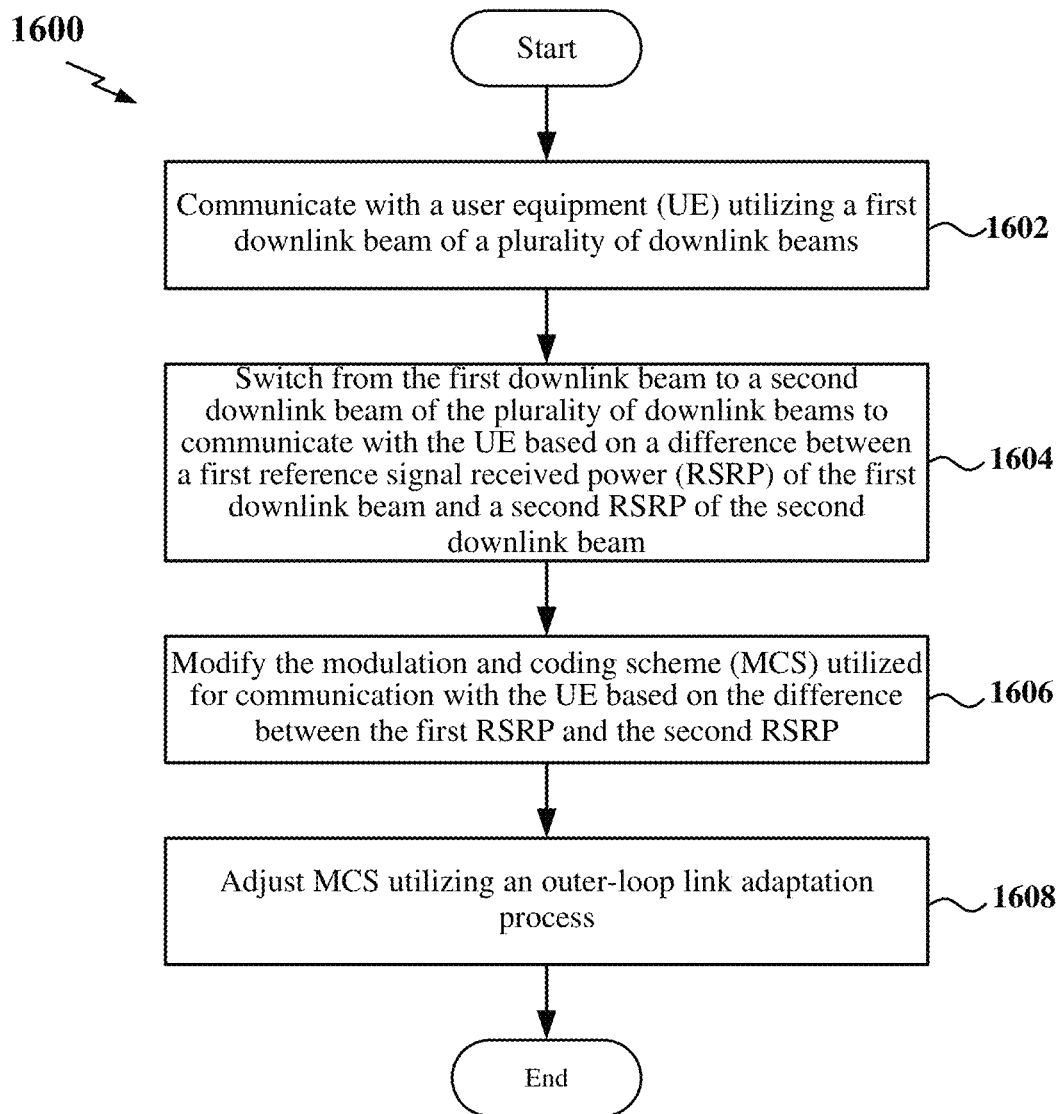 1600
Start
Communicate with a user equipment (UE) utilizing a first
downlink beam of a plurality of downlink beams
1602
Switch from the first downlink beam to a second
downlink beam of the plurality of downlink beams to
communicate with the UE based on a difference between
a first reference signal received power (RSRP) of the first
downlink beam and a second RSRP of the second
downlink beam
1604
Modify the modulation and coding scheme (MCS) utilized
for communication with the UE based on the difference
between the first RSRP and the second RSRP
1606
Adjust MCS utilizing an outer-loop link adaptation
process
1608
End